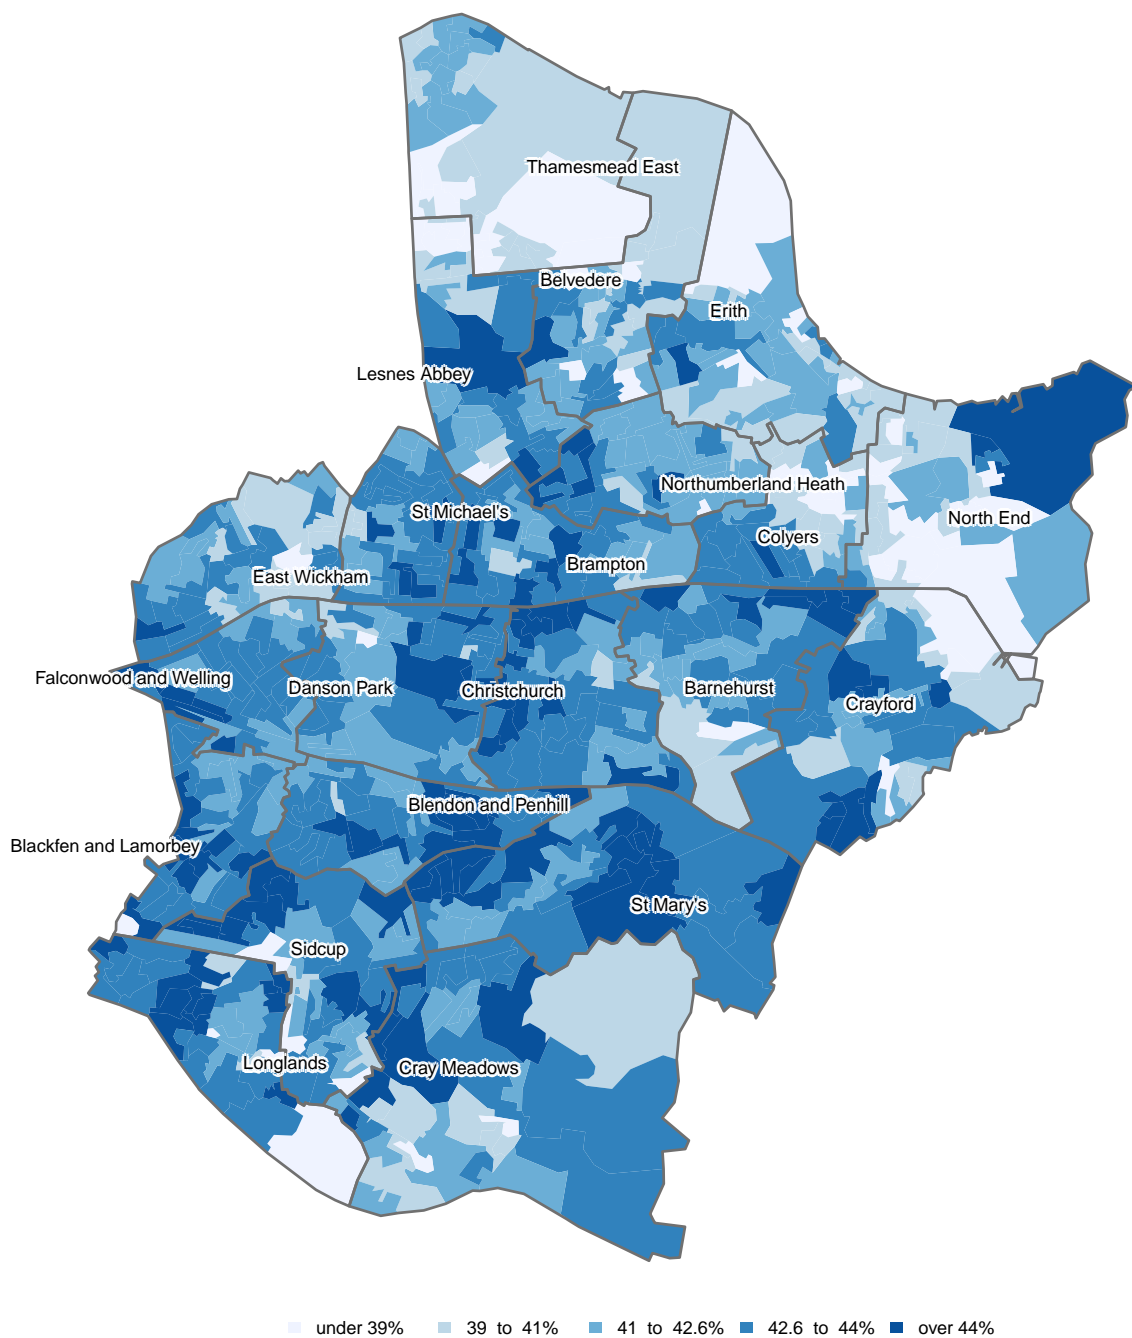 Thamesmead East
Belvedere
Erith
Lesnes Abbey
Northumberland Heath
St Michael's
North End
Colyers
Brampton
East Wickham
Falconwood and Welling
Danson Park
Christchurch
Barnehurst
Crayford
Blendon and Penhill
Blackfen and Lamorbey
St Mary's
Sidcup
Longlands
Cray Meadows
under 39% 39 to 41% 41 to 42.6% 42.6 to 44% over 44%